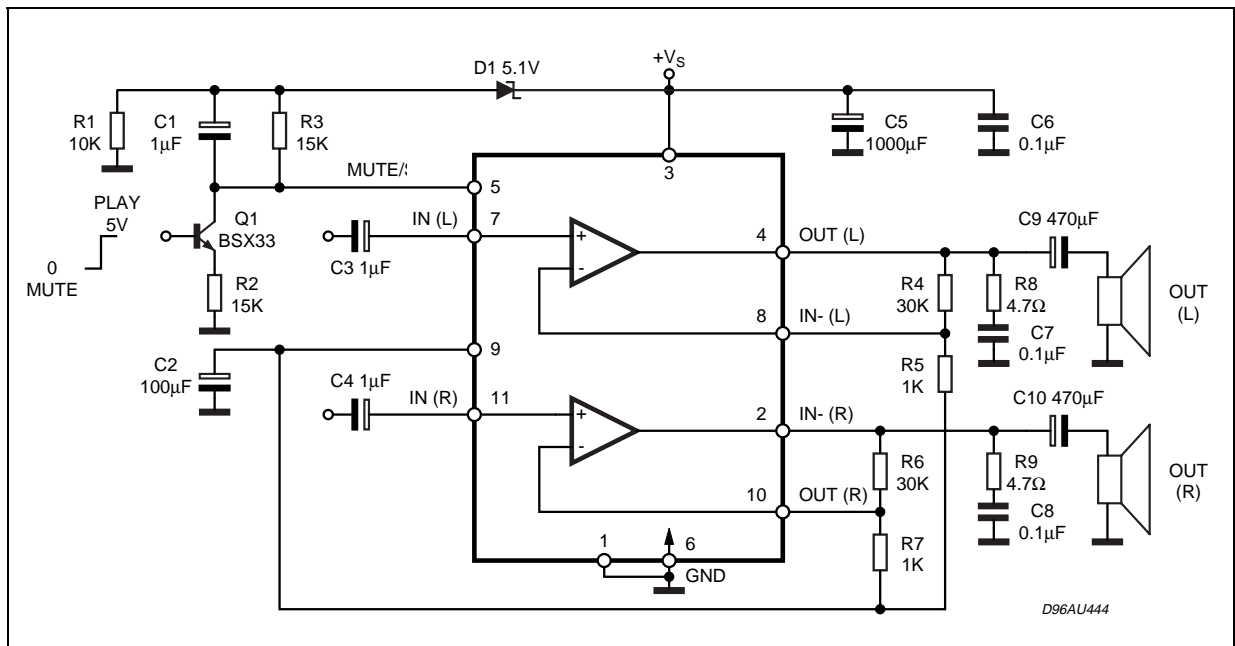 +VS
D1 5.1V
R1
10K
C1
1µF
R3
15K
C5
1000µF
C6
0.1µF
3
MUTE/
5
PLAY
5V
0
MUTE
Q1
BSX33
R2
15K
IN (L)
7
C3 1µF
+
-
4
OUT (L)
8
IN- (L)
C9 470µF
R4
30K
R8
4.7Ω
C7
0.1µF
R5
1K
OUT
(L)
C2
100µF
9
C4 1µF
IN (R)
11
+
-
2
IN- (R)
10
OUT (R)
C10 470µF
R6
30K
R9
4.7Ω
C8
0.1µF
R7
1K
OUT
(R)
1
6
GND
D96AU444